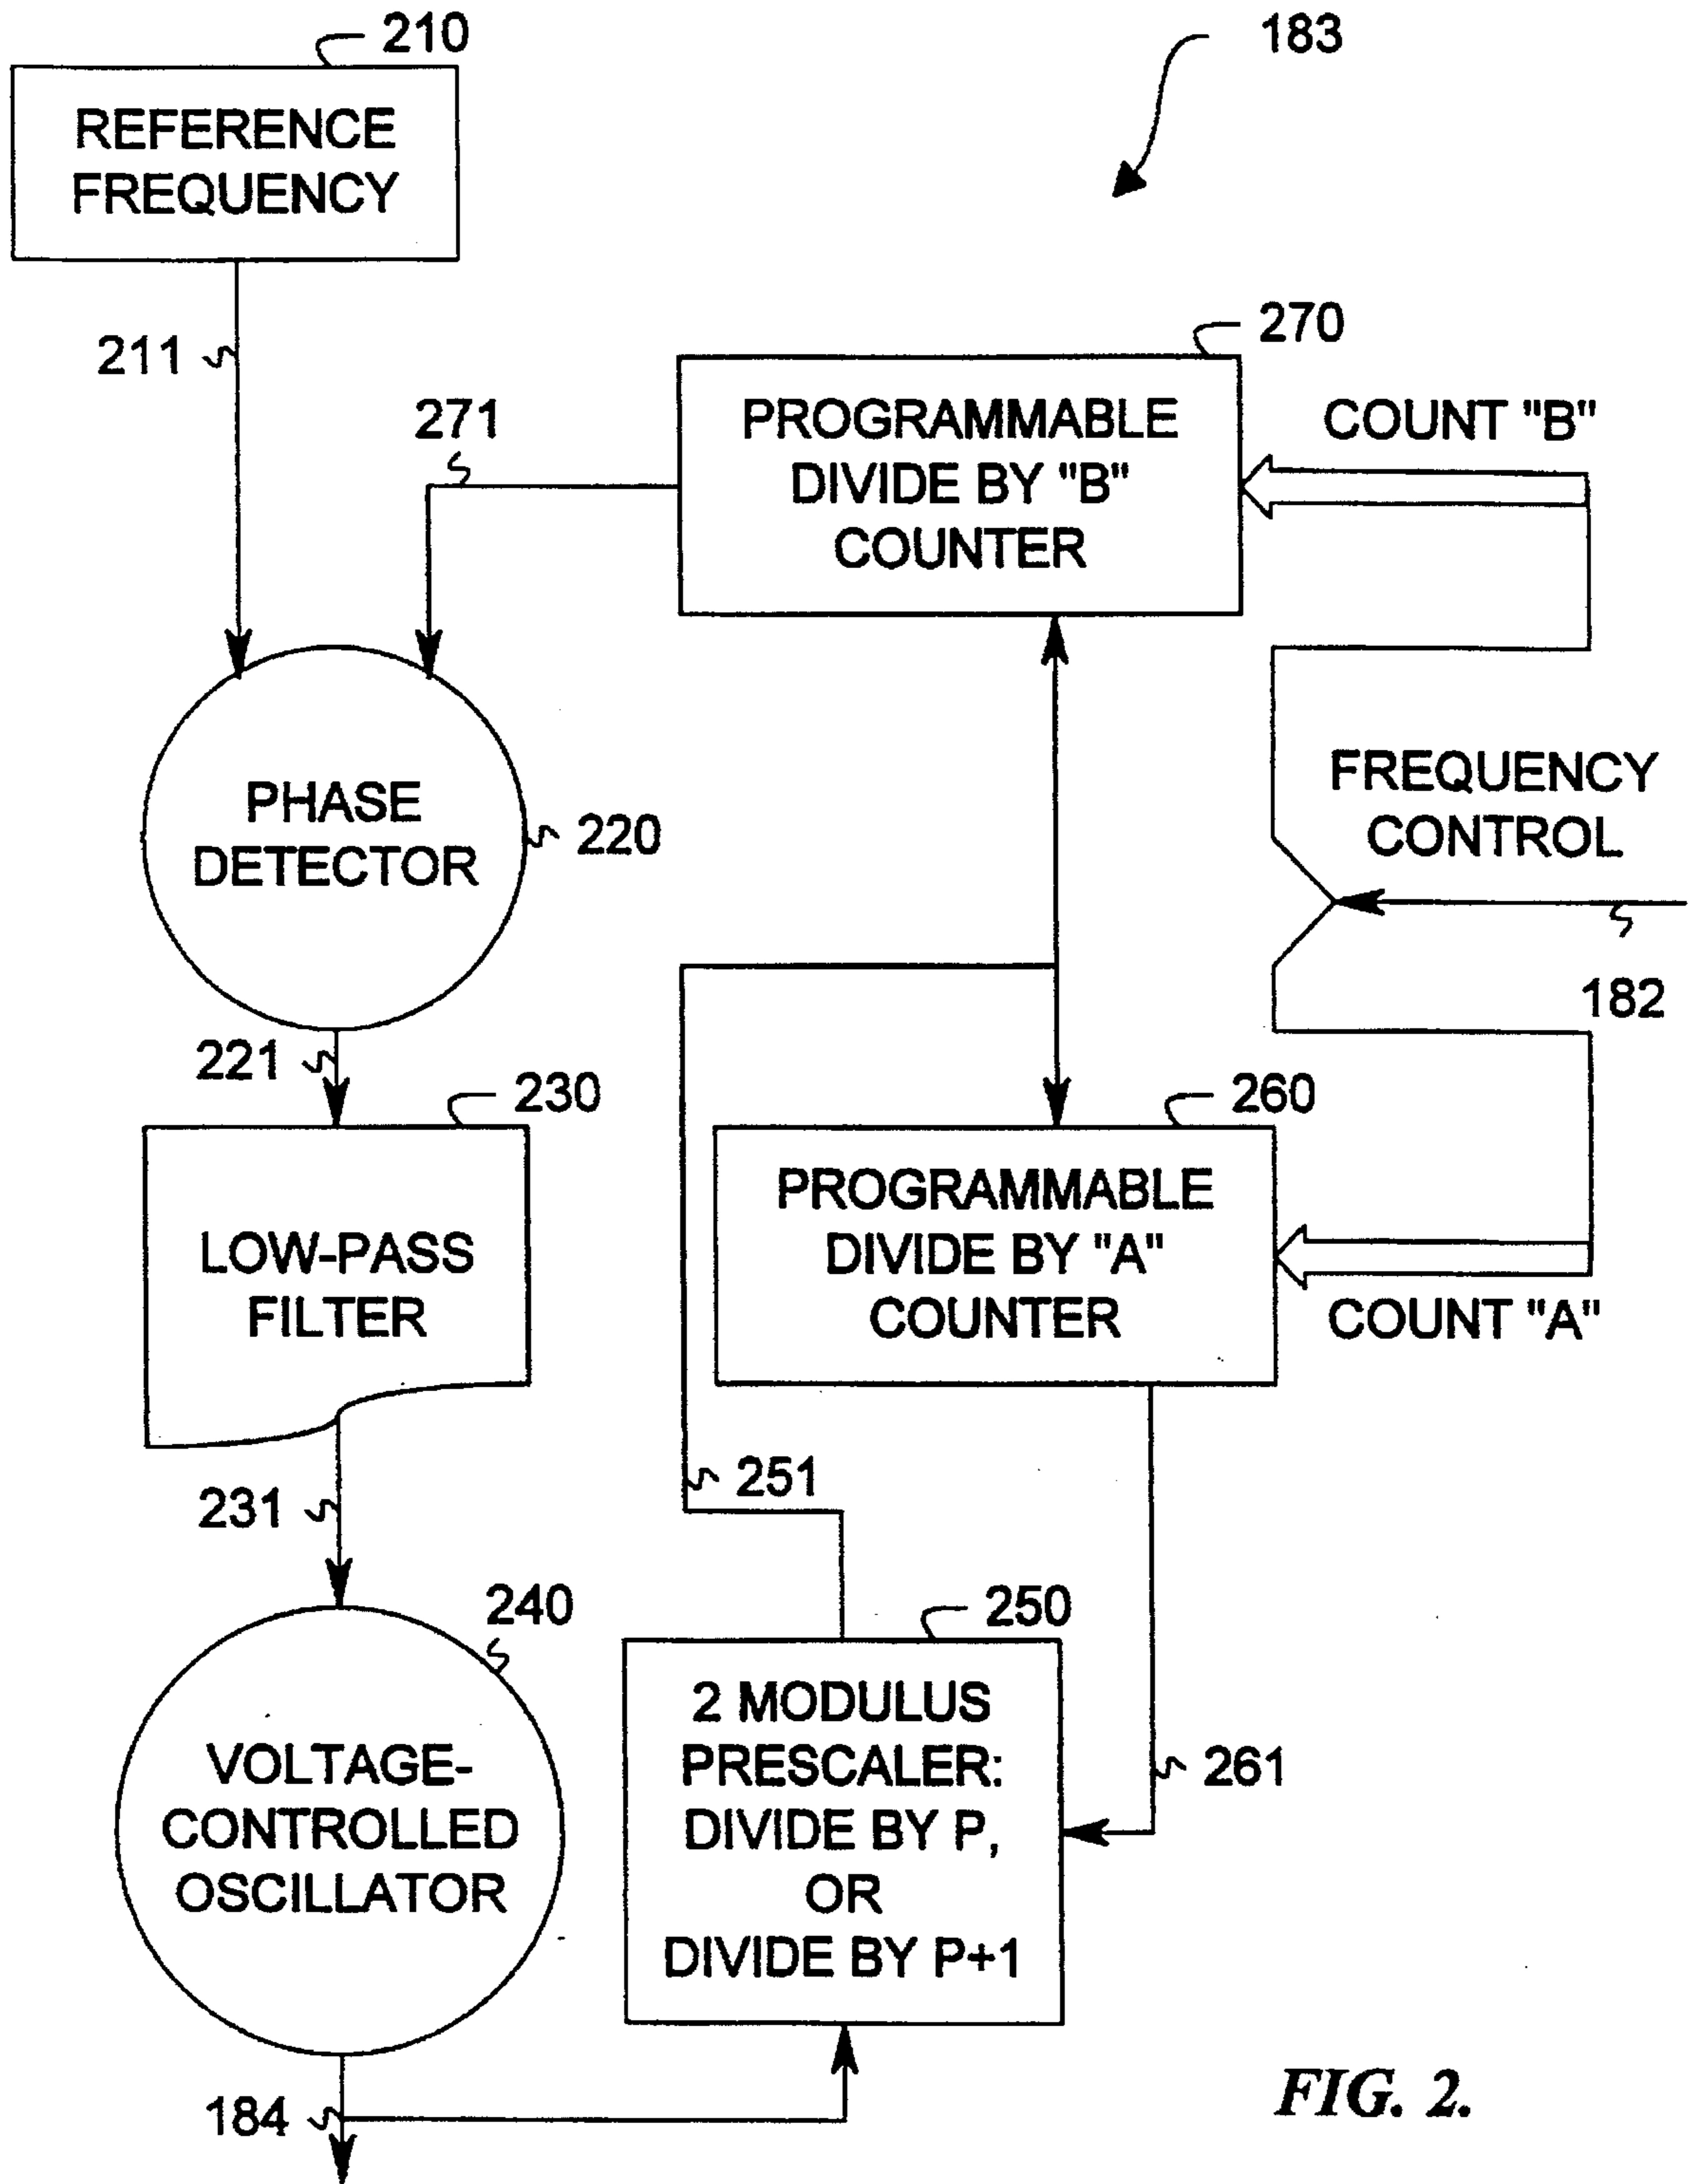 210
183
REFERENCE
FREQUENCY
211
270
271
PROGRAMMABLE
DIVIDE BY "B"
COUNTER
COUNT "B"
PHASE
DETECTOR
220
FREQUENCY
CONTROL
182
221
230
260
LOW-PASS
FILTER
PROGRAMMABLE
DIVIDE BY "A"
COUNTER
COUNT "A"
231
251
240
250
VOLTAGE-
CONTROLLED
OSCILLATOR
2 MODULUS
PRESCALER:
DIVIDE BY P,
OR
DIVIDE BY P+1
261
184
FIG. 2.